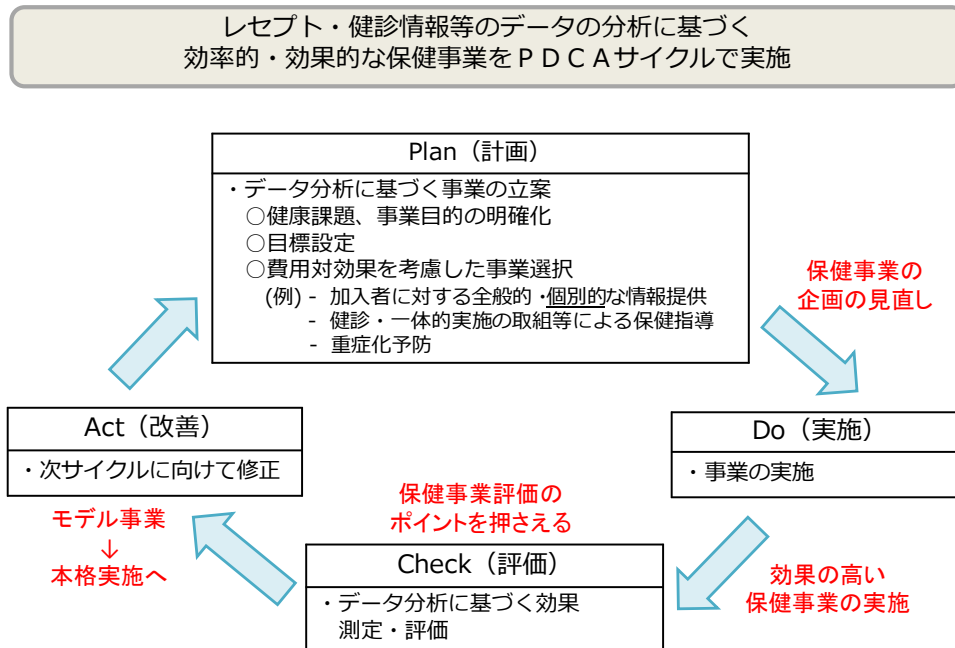 レセプト・健診情報等のデータの分析に基づく
効率的・効果的な保健事業をＰＤＣＡサイクルで実施
Plan（計画）
・データ分析に基づく事業の立案
○健康課題、事業目的の明確化
○目標設定
○費用対効果を考慮した事業選択
(例) - 加入者に対する全般的・個別的な情報提供
- 健診・一体的実施の取組等による保健指導
- 重症化予防
保健事業の
企画の見直し
Do（実施）
・事業の実施
効果の高い
保健事業の実施
保健事業評価の
ポイントを押さえる
Check（評価）
・データ分析に基づく効果
測定・評価
Act（改善）
・次サイクルに向けて修正
モデル事業
↓
本格実施へ